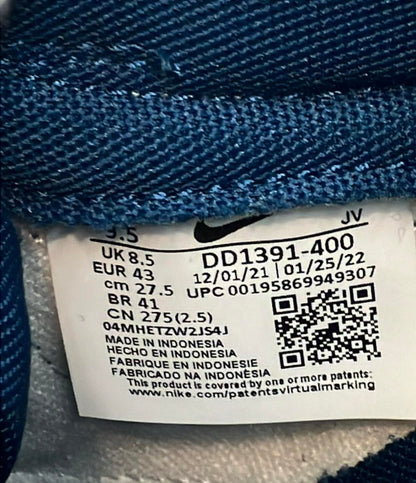 9.5
JV
UK 8.5
DD1391-400
EUR 43
12/01/21 | 01/25/22
cm 27.5
UPC 00195869949307
BR 41
CN 275(2.5)
04MHETZW2JS4J
MADE IN INDONESIA
HECHO EN INDONESIA
FABRIQUE EN INDONESIE
FABRICADO NA INDONÉSIA
This product is covered by one or more patents:
www.nike.com/patentsvirtualmarking